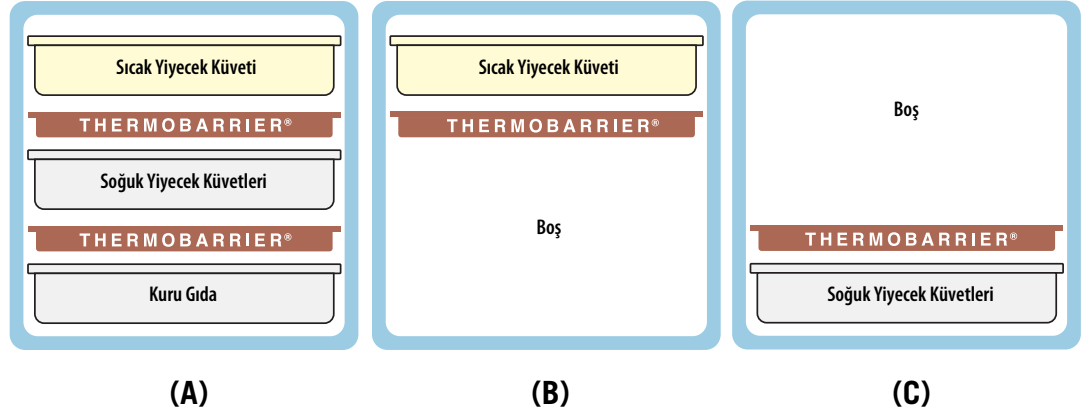 Sıcak Yiyecek Küveti
THERMOBARRIER®
Soğuk Yiyecek Küvetleri
THERMOBARRIER®
Kuru Gıda
(A)
Sıcak Yiyecek Küveti
THERMOBARRIER®
Boş
(B)
Boş
THERMOBARRIER®
Soğuk Yiyecek Küvetleri
(C)